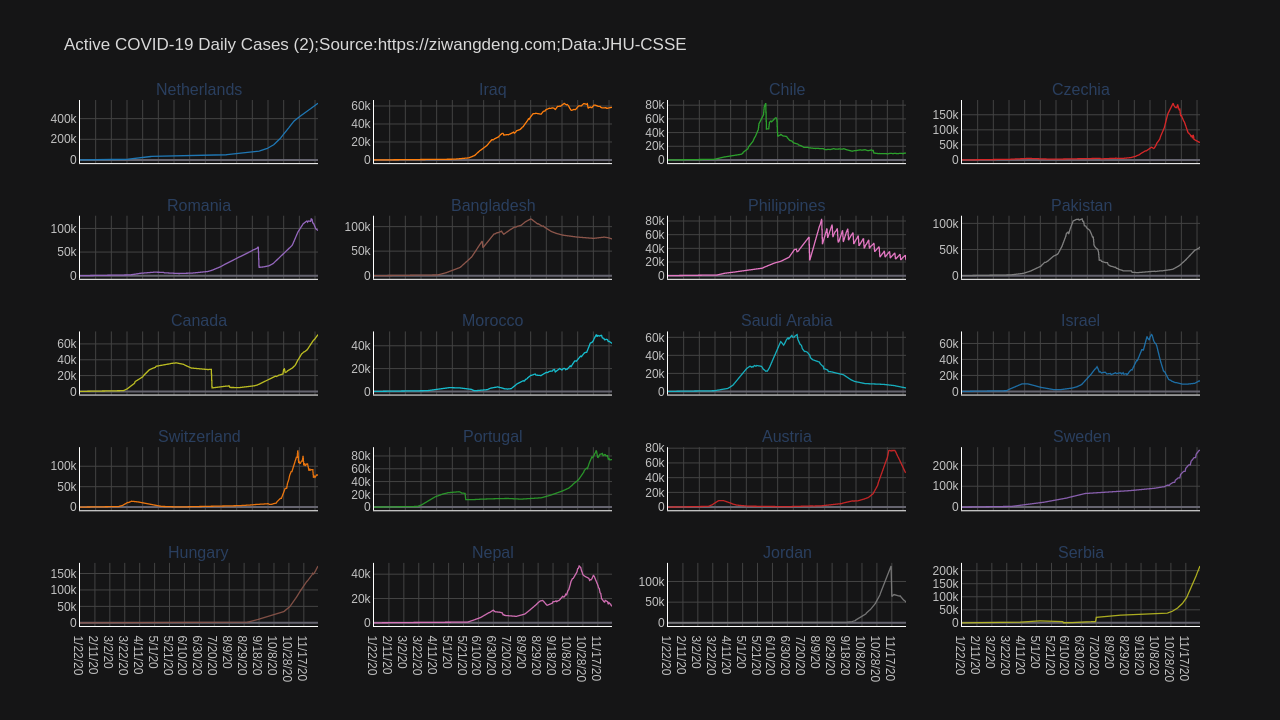 Active COVID-19 Daily Cases (2);Source:https://ziwangdeng.com;Data:JHU-CSSE
Netherlands Iraq Chile Czechia
400k 200k 0
60k 40k 20k 0
80k 60k 40k 20k 0
150k 100k 50k 0
Romania Bangladesh Philippines Pakistan
100k 50k 0
100k 50k 0
80k 60k 40k 20k 0
100k 50k 0
Canada Morocco Saudi Arabia Israel
60k 40k 20k 0
40k 20k 0
60k 40k 20k 0
60k 40k 20k 0
Switzerland Portugal Austria Sweden
100k 50k 0
80k 60k 40k 20k 0
80k 60k 40k 20k 0
200k 100k 0
Hungary Nepal Jordan Serbia
150k 100k 50k 0
40k 20k 0
100k 50k 0
200k 150k 100k 50k 0
1/22/20 2/11/20 3/2/20 3/22/20 4/11/20 5/1/20 5/21/20 6/10/20 6/30/20 7/20/20 8/9/20 8/29/20 9/18/20 10/8/20 10/28/20 11/17/20
1/22/20 2/11/20 3/2/20 3/22/20 4/11/20 5/1/20 5/21/20 6/10/20 6/30/20 7/20/20 8/9/20 8/29/20 9/18/20 10/8/20 10/28/20 11/17/20
1/22/20 2/11/20 3/2/20 3/22/20 4/11/20 5/1/20 5/21/20 6/10/20 6/30/20 7/20/20 8/9/20 8/29/20 9/18/20 10/8/20 10/28/20 11/17/20
1/22/20 2/11/20 3/2/20 3/22/20 4/11/20 5/1/20 5/21/20 6/10/20 6/30/20 7/20/20 8/9/20 8/29/20 9/18/20 10/8/20 10/28/20 11/17/20